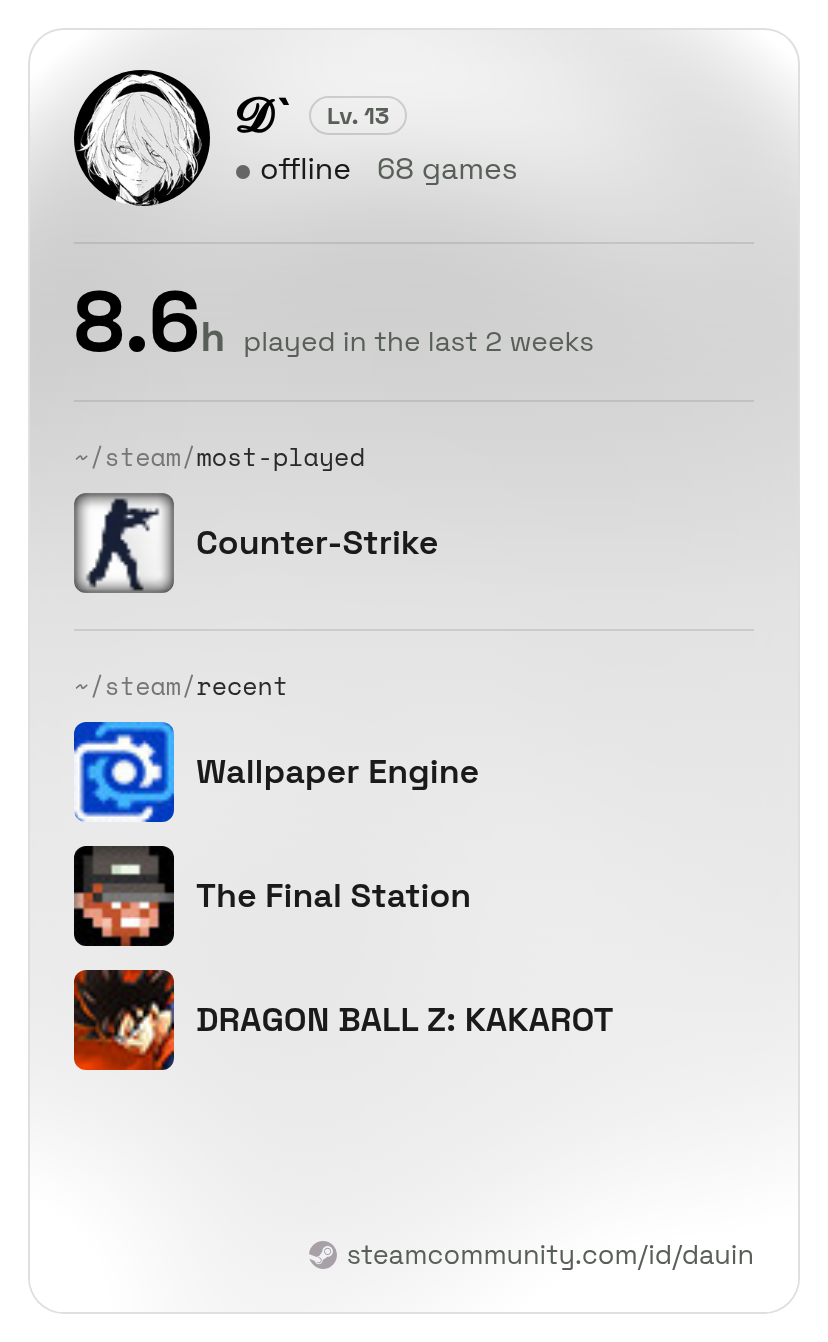 𝓓`
Lv. 13
offline 68 games
8.6h played in the last 2 weeks
~/steam/most-played
Counter-Strike
~/steam/recent
Wallpaper Engine
The Final Station
DRAGON BALL Z: KAKAROT
steamcommunity.com/id/dauin